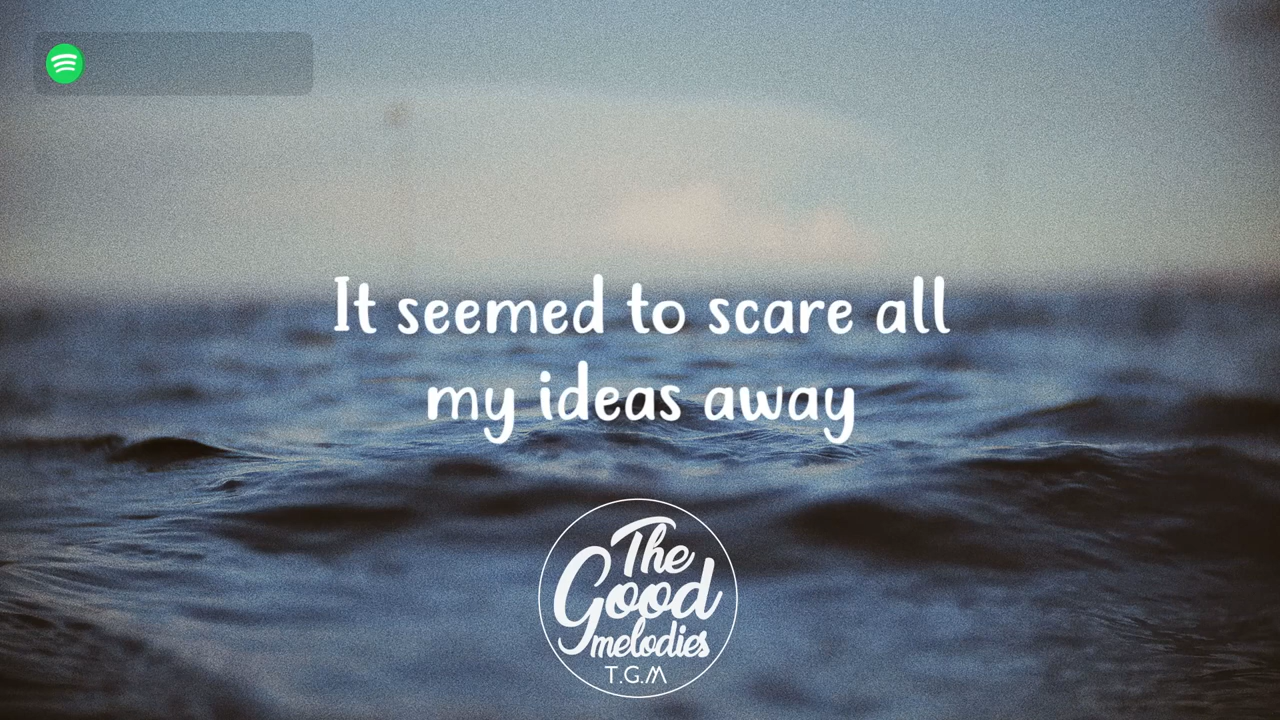 It seemed to scare all
my ideas away
The
Good
melodies
T.G.M